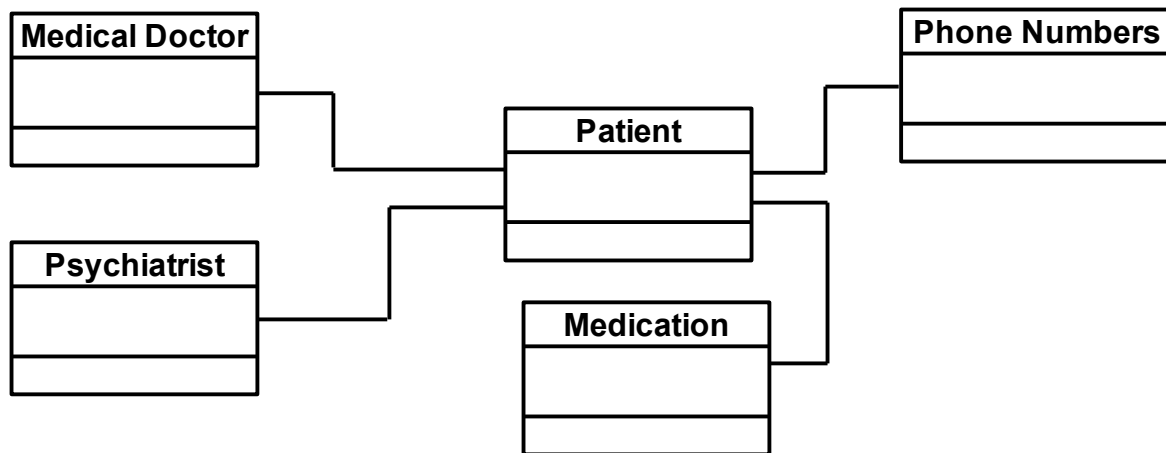 Medical Doctor
Phone Numbers
Patient
Psychiatrist
Medication